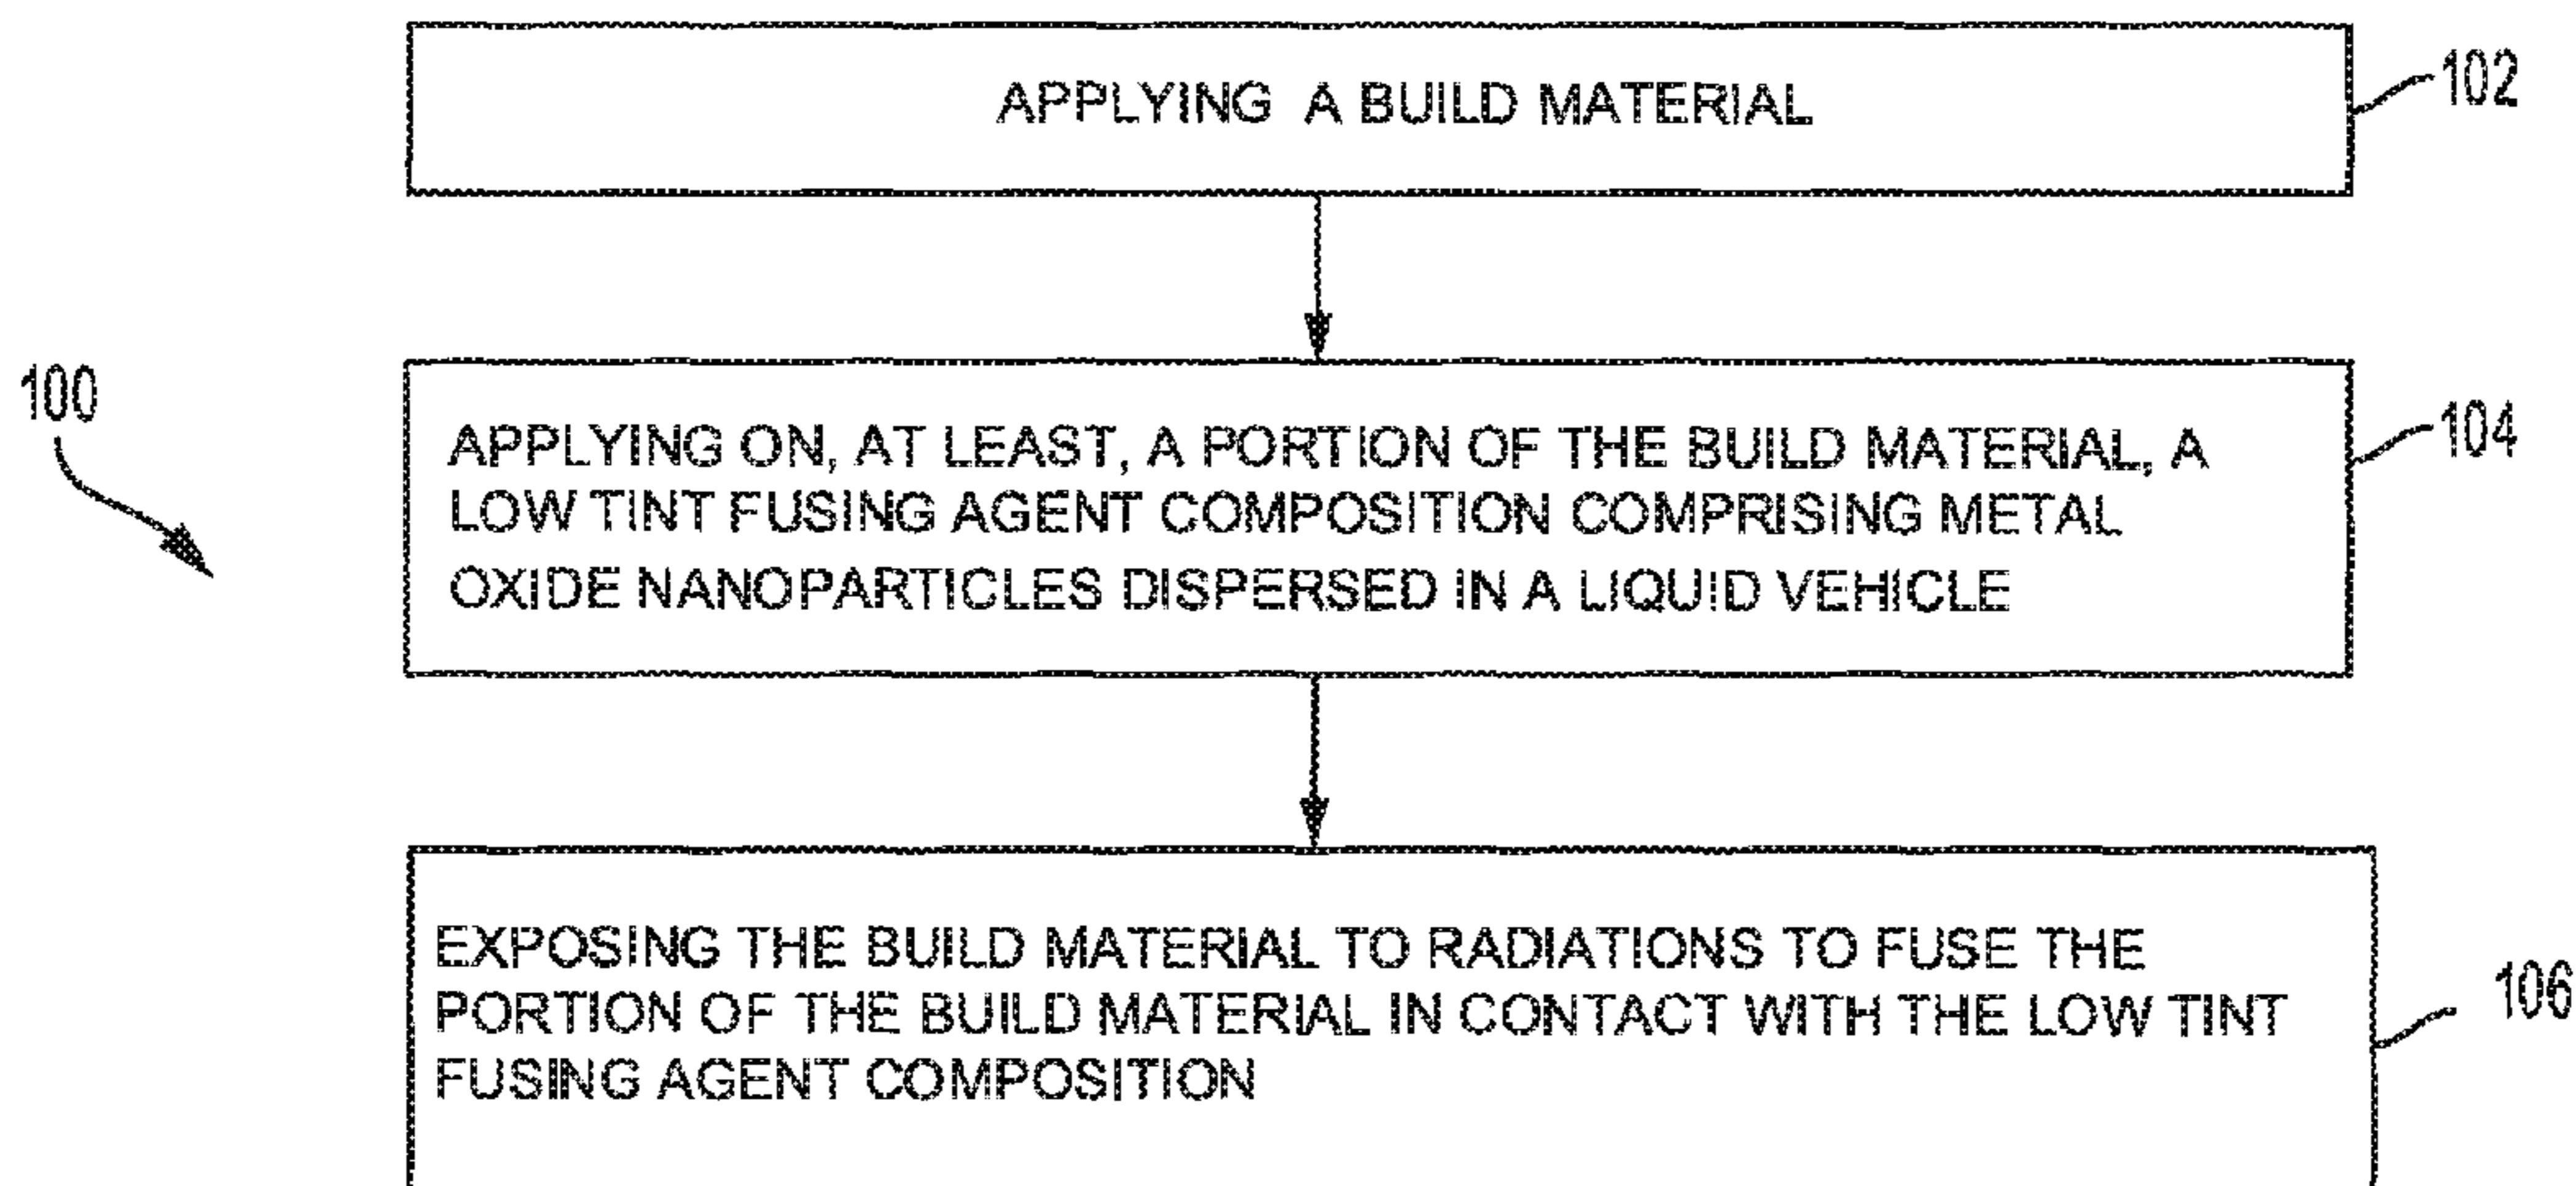 APPLYING A BUILD MATERIAL
102
100
APPLYING ON, AT LEAST, A PORTION OF THE BUILD MATERIAL, A
LOW TINT FUSING AGENT COMPOSITION COMPRISING METAL
OXIDE NANOPARTICLES DISPERSED IN A LIQUID VEHICLE
104
EXPOSING THE BUILD MATERIAL TO RADIATIONS TO FUSE THE
PORTION OF THE BUILD MATERIAL IN CONTACT WITH THE LOW TINT
FUSING AGENT COMPOSITION
106